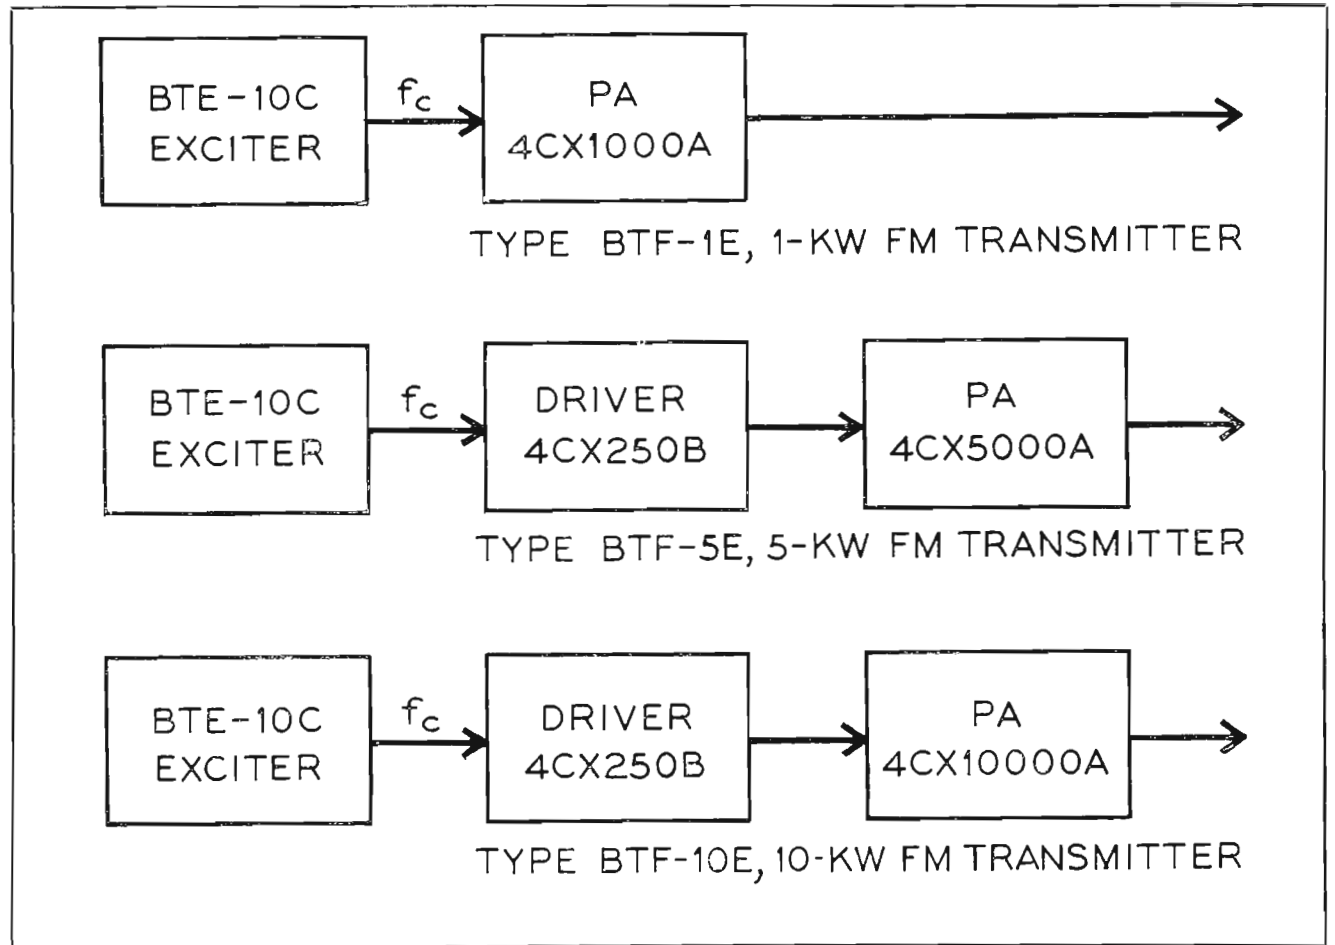 BTE-10C
EXCITER
fc
PA
4CX1000A
TYPE BTF-1E, 1-KW FM TRANSMITTER
BTE-10C
EXCITER
fc
DRIVER
4CX250B
PA
4CX5000A
TYPE BTF-5E, 5-KW FM TRANSMITTER
BTE-10C
EXCITER
fc
DRIVER
4CX250B
PA
4CX10000A
TYPE BTF-10E, 10-KW FM TRANSMITTER